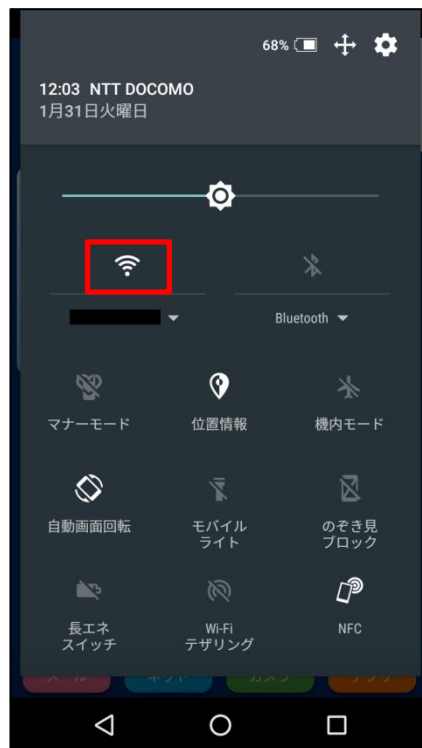 68%
12:03 NTT DOCOMO
1月31日火曜日
Bluetooth
マナーモード
位置情報
機内モード
自動画面回転
モバイル
ライト
のぞき見
ブロック
長エネ
スイッチ
Wi-Fi
テザリング
NFC